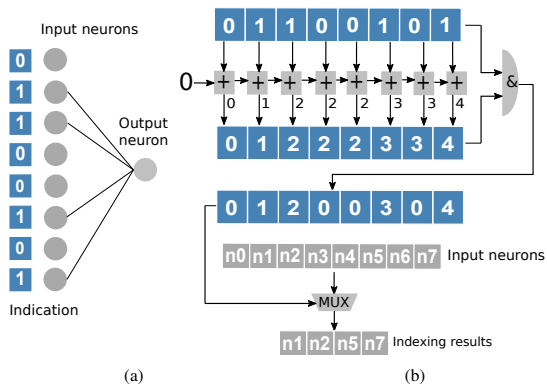 Input neurons
0
1
1
0
0
1
0
1
Output
neuron
Indication
(a)
0 1 1 0 0 1 0 1
0 + + + + + + + +
0 1 2 2 2 3 3 4
&
0 1 2 2 2 3 3 4
0 1 2 0 0 3 0 4
n0 n1 n2 n3 n4 n5 n6 n7 Input neurons
MUX
n1 n2 n5 n7 Indexing results
(b)